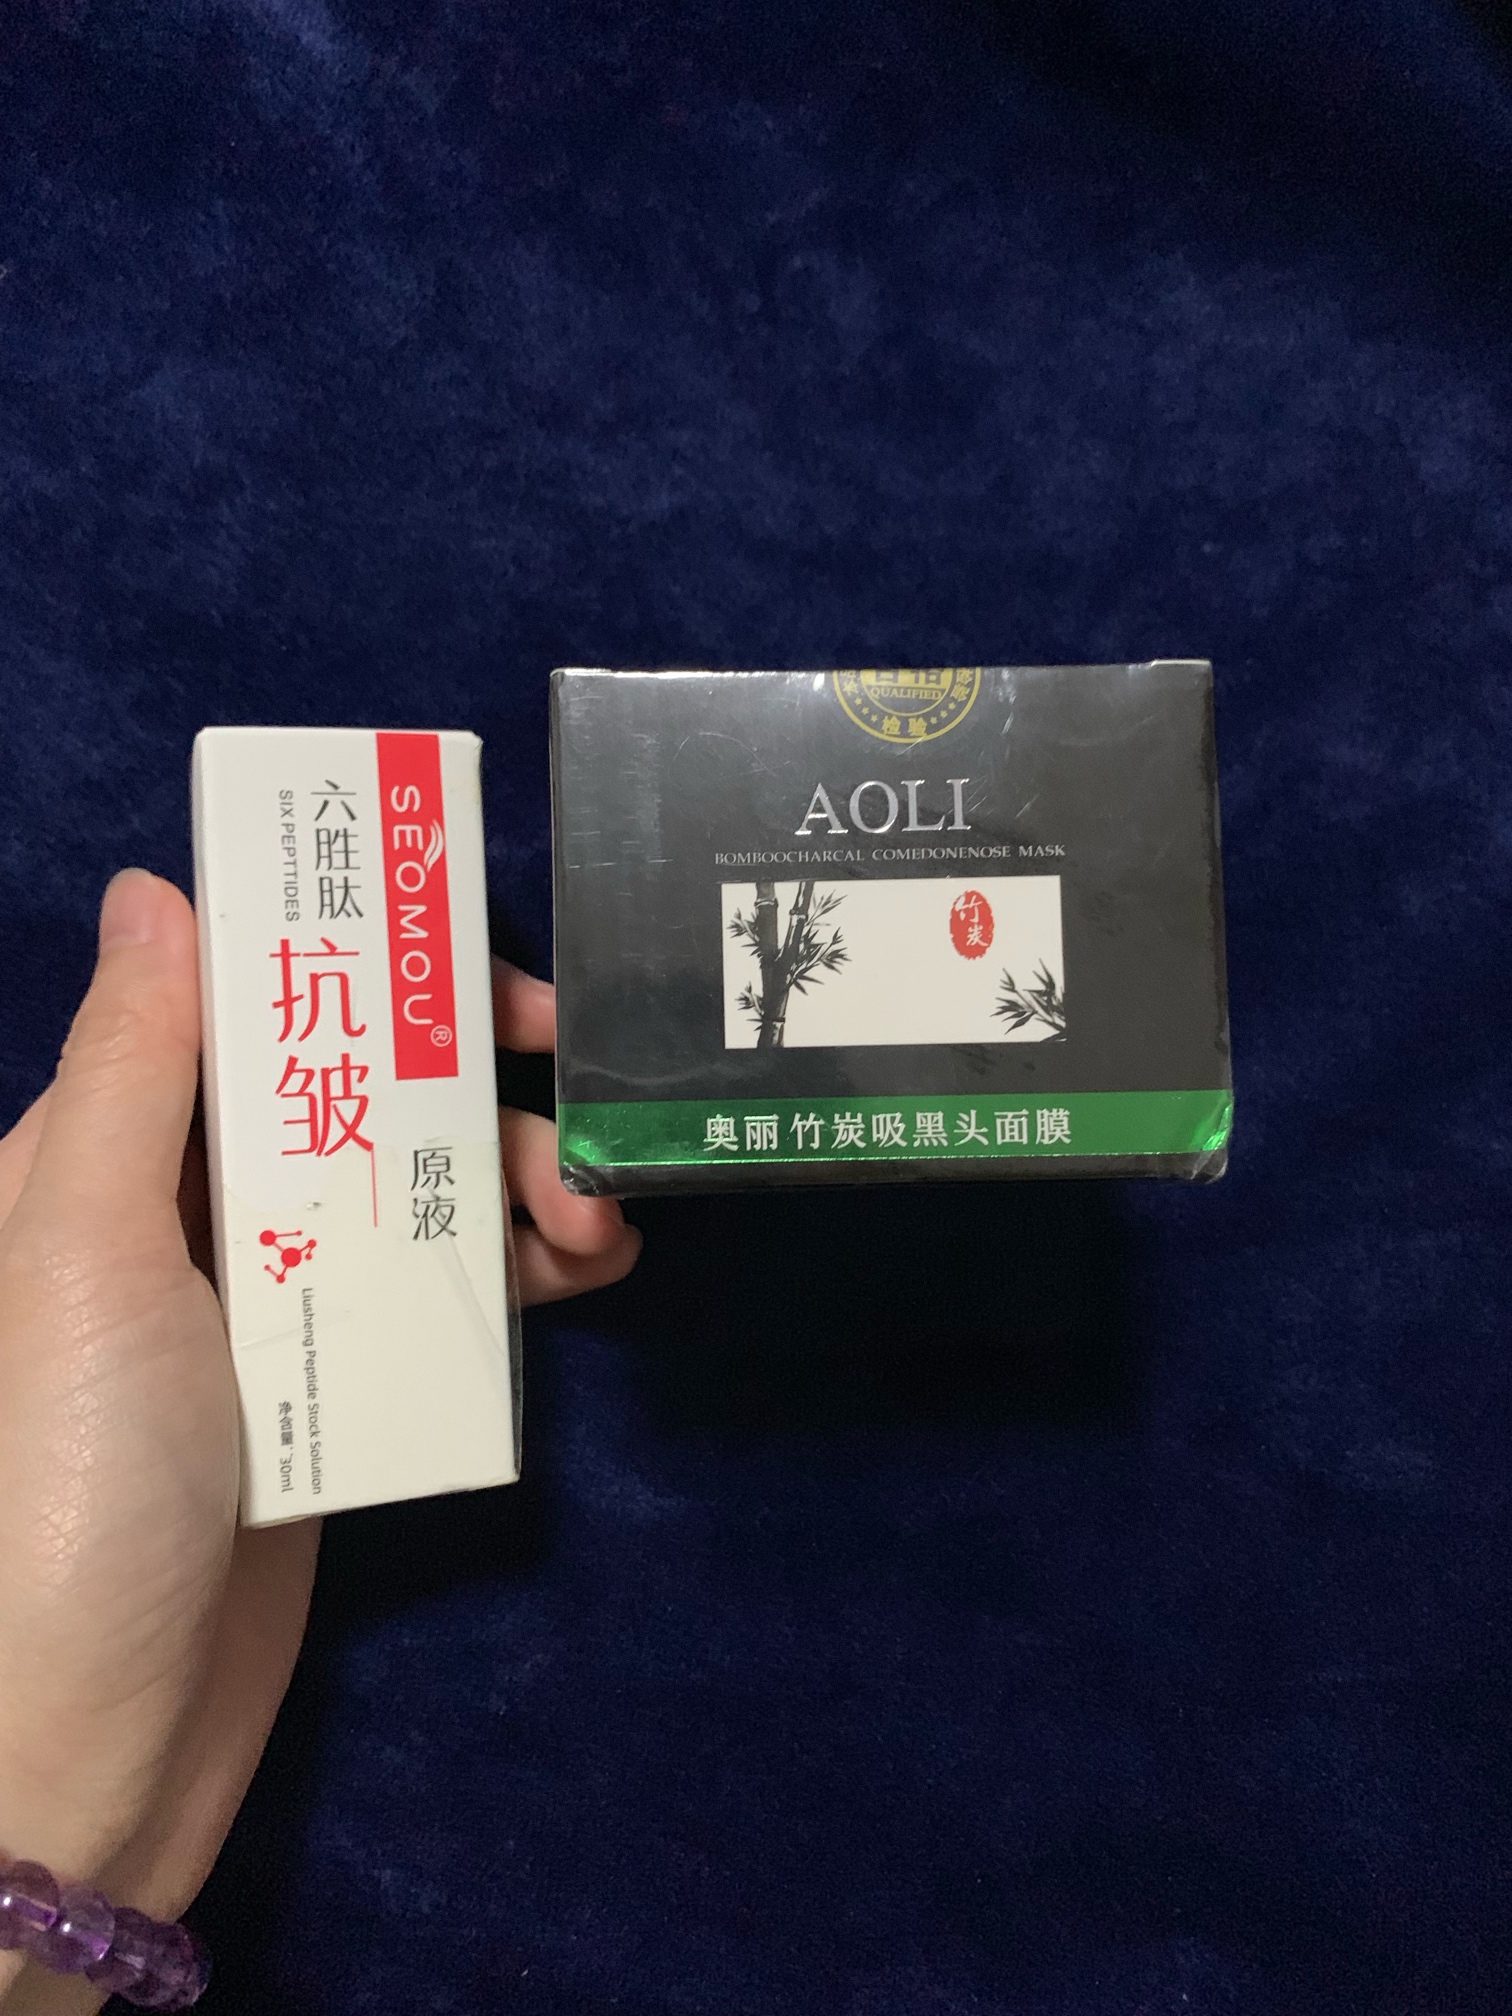 SEOMOU®
六胜肽
SIX PEPTTIDES
抗皱
原液
Liusheng Peptide Stock Solution
净含量：30ml
QUALIFIED
检验
AOLI
BOMBOOCHARCAL COMEDONENOSE MASK
竹炭
奥丽 竹炭吸黑头面膜